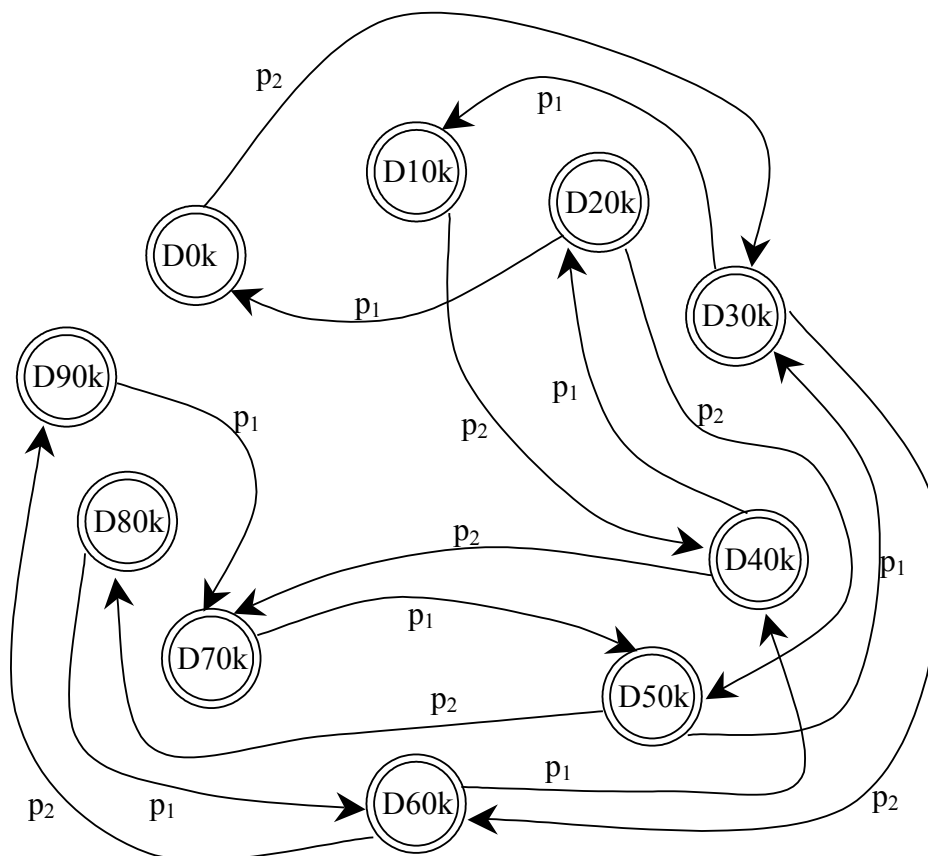 p₂
p₁
D10k
D20k
D0k
p₁
D30k
D90k
p₁
p₁
p₂
p₂
D80k
p₂
D40k
p₁
p₁
D70k
D50k
p₂
p₁
D60k
p₂
p₁
p₂